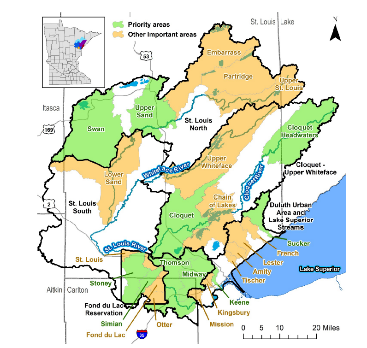 Priority areas
Other Important areas
N
St. Louis
Lake
53
Embarrass
Partridge
Upper
St. Louis
Itasca
169
Upper
Sand
Swan
St. Louis
North
Cloquet
Headwaters
Upper
Whiteface
Whiteface River
Cloquet -
Upper Whiteface
Lower
Sand
Cloquet River
2
St. Louis
South
Chain
of Lakes
Cloquet
Duluth Urban
Area and
Lake Superior
Streams
St. Louis River
Sucker
French
Lester
Amity
Tischer
St. Louis
Thomson
Midway
Lake Superior
Stoney
Aitkin
Carlton
Fond du Lac
Reservation
Keene
Kingsbury
Simian
Otter
Mission
Fond du Lac
35
0 5 10 20 Miles